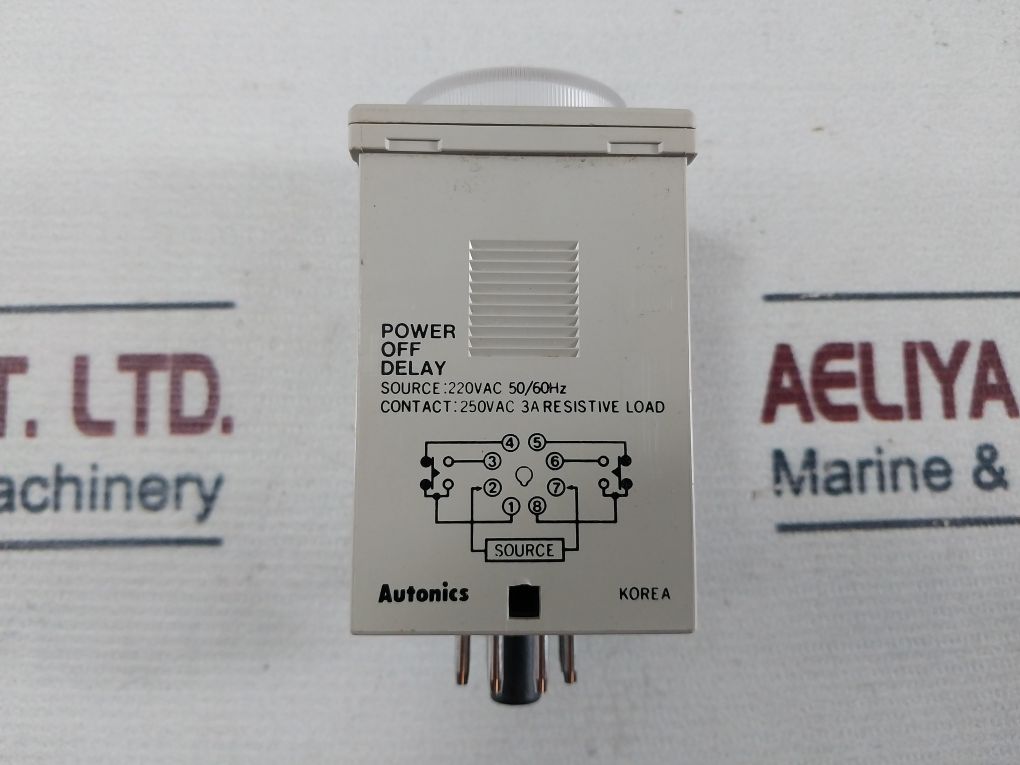 POWER
OFF
DELAY
SOURCE:220VAC 50/60Hz
CONTACT:250VAC 3A RESISTIVE LOAD
④ ⑤
③ ⑥
② ⑦
① ⑧
SOURCE
Autonics KOREA
T. LTD.
achinery
AELIYA
Marine &